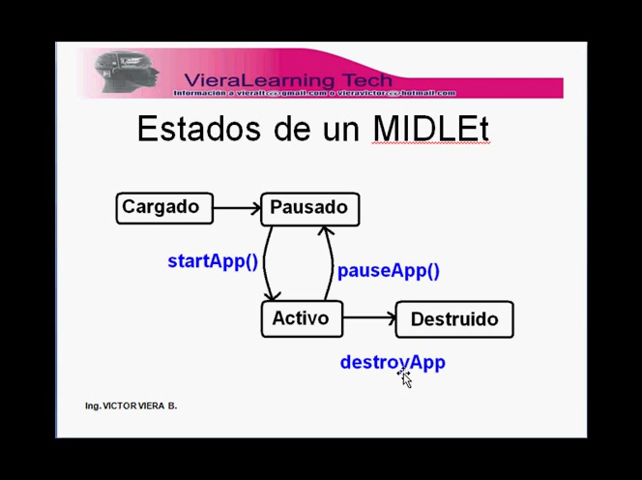 VieraLearning Tech
Estados de un MIDLEt
Cargado
Pausado
startApp()
pauseApp()
Activo
Destruido
destroyApp
Ing. VICTOR VIERA B.